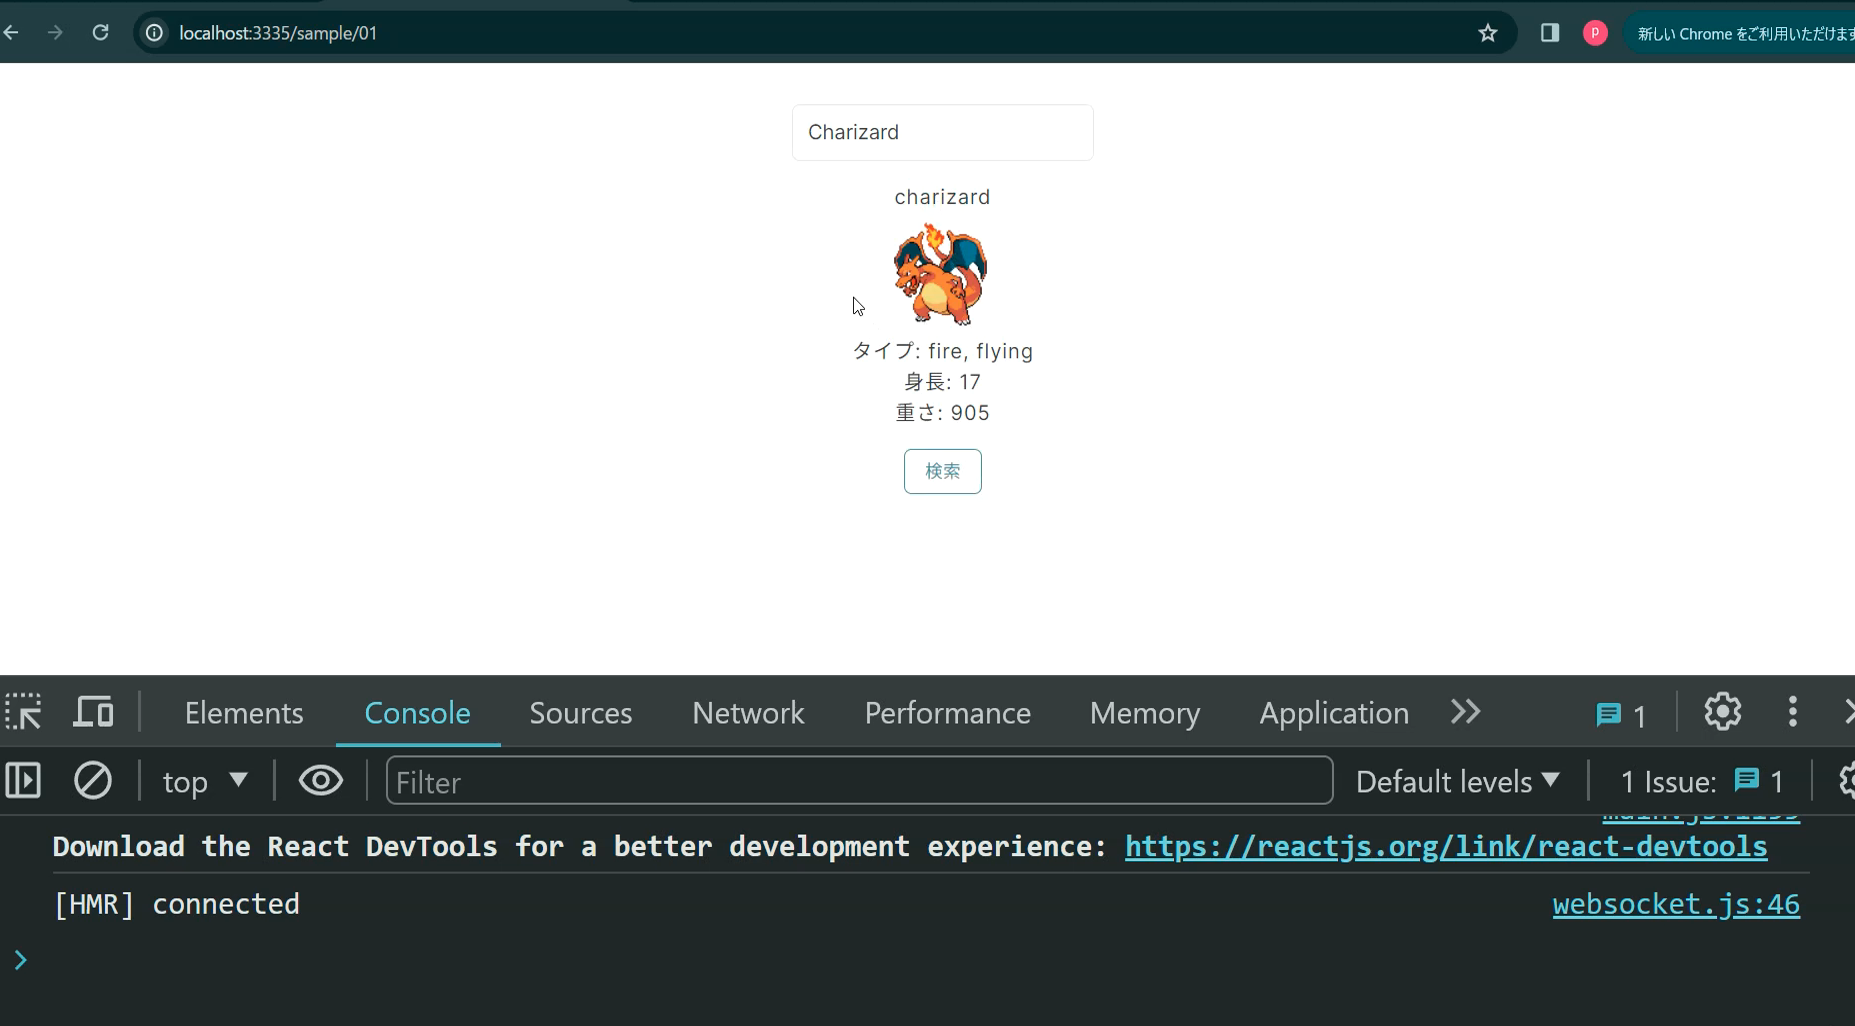 localhost:3335/sample/01
新しい Chrome をご利用いただけます
Charizard
charizard
タイプ: fire, flying
身長: 17
重さ: 905
検索
Elements Console Sources Network Performance Memory Application 1
top Filter Default levels 1 Issue: 1
Download the React DevTools for a better development experience: https://reactjs.org/link/react-devtools
[HMR] connected websocket.js:46